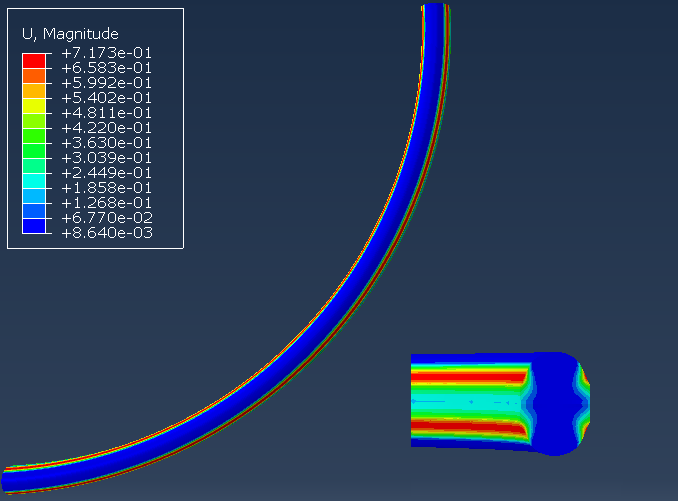 U, Magnitude
+7.173e-01
+6.583e-01
+5.992e-01
+5.402e-01
+4.811e-01
+4.220e-01
+3.630e-01
+3.039e-01
+2.449e-01
+1.858e-01
+1.268e-01
+6.770e-02
+8.640e-03